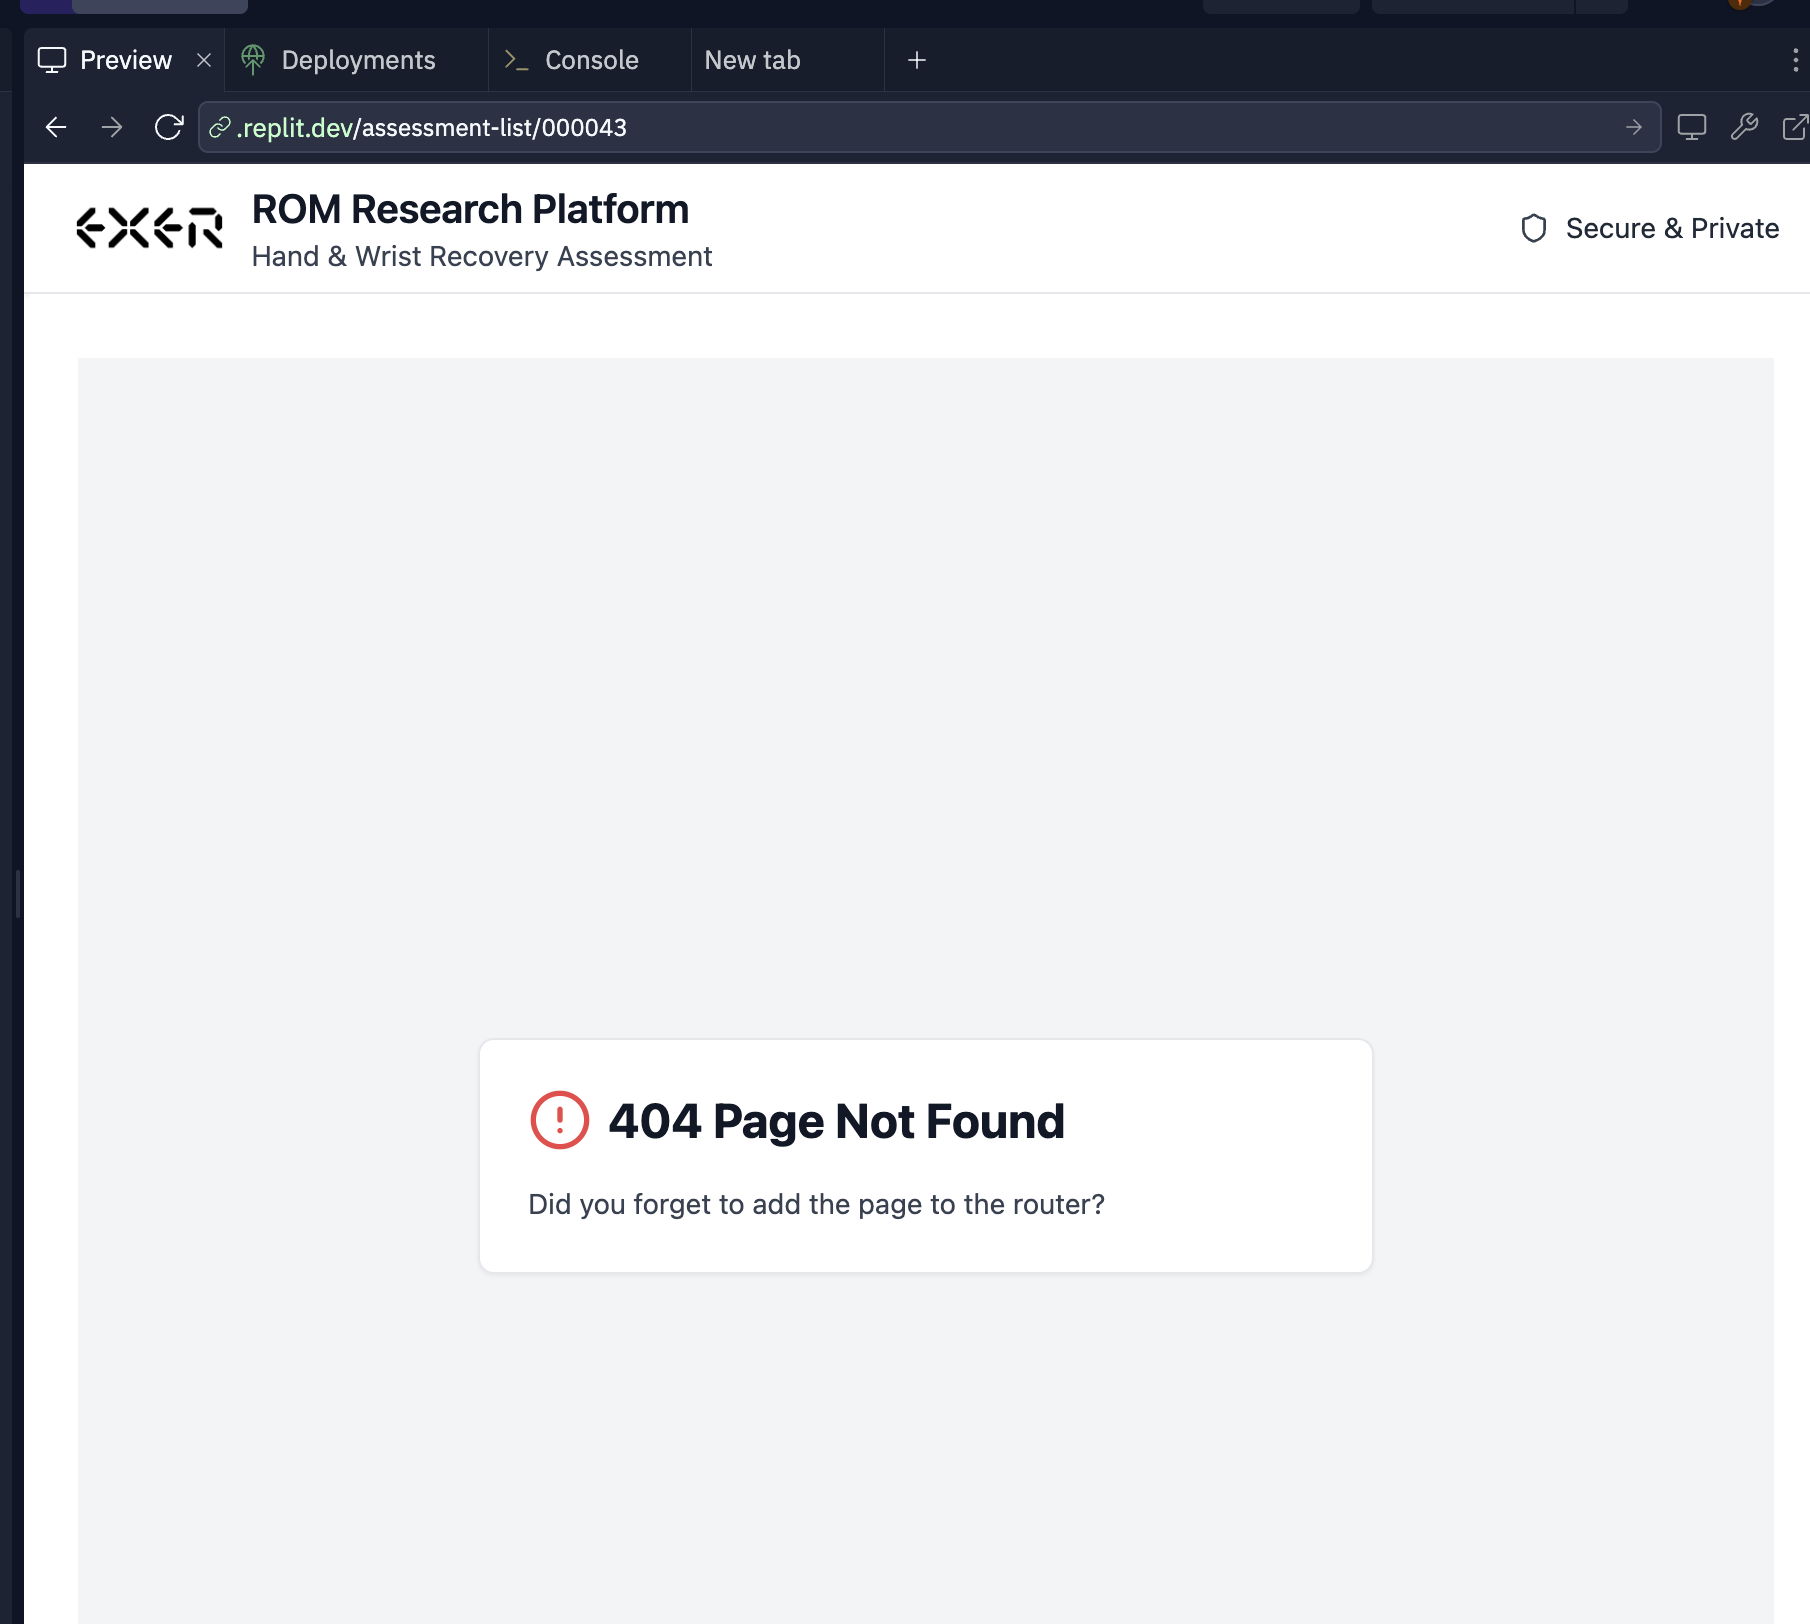 Preview
Deployments
Console
New tab
.replit.dev/assessment-list/000043
EXER
ROM Research Platform
Hand & Wrist Recovery Assessment
Secure & Private
404 Page Not Found
Did you forget to add the page to the router?